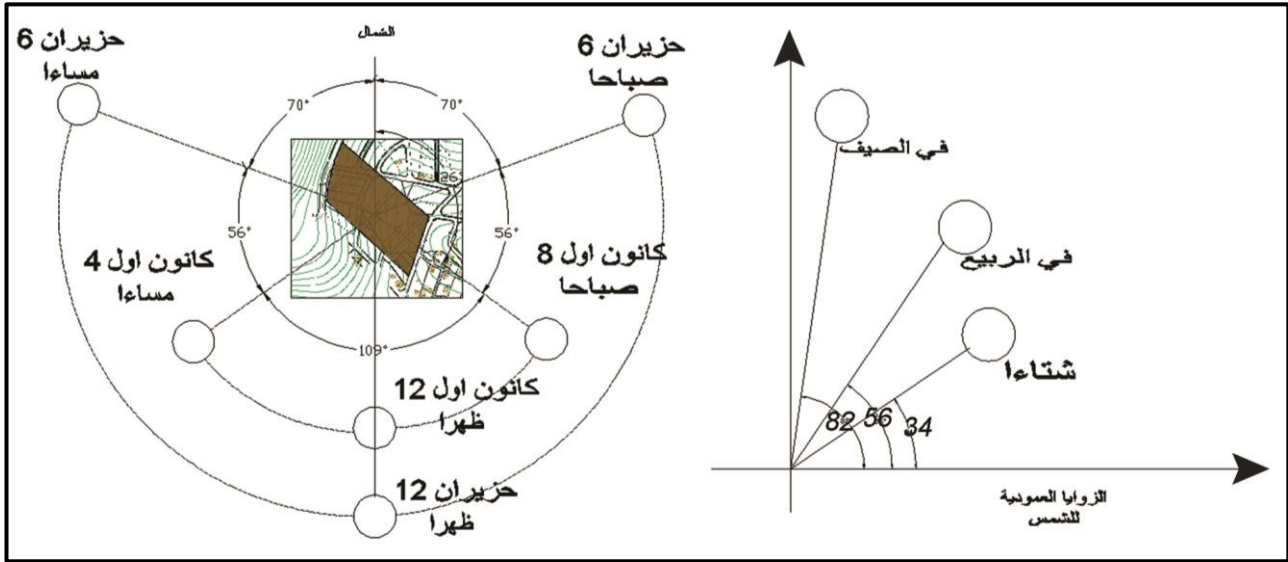 الشمال
حزيران 6
مساءا
حزيران 6
صباحا
70°
70°
56°
56°
كانون اول 4
مساءا
كانون اول 8
صباحا
109°
كانون اول 12
ظهرا
حزيران 12
ظهرا
في الصيف
في الربيع
شتاءا
82
56
34
الزوايا العمودية
للشمس